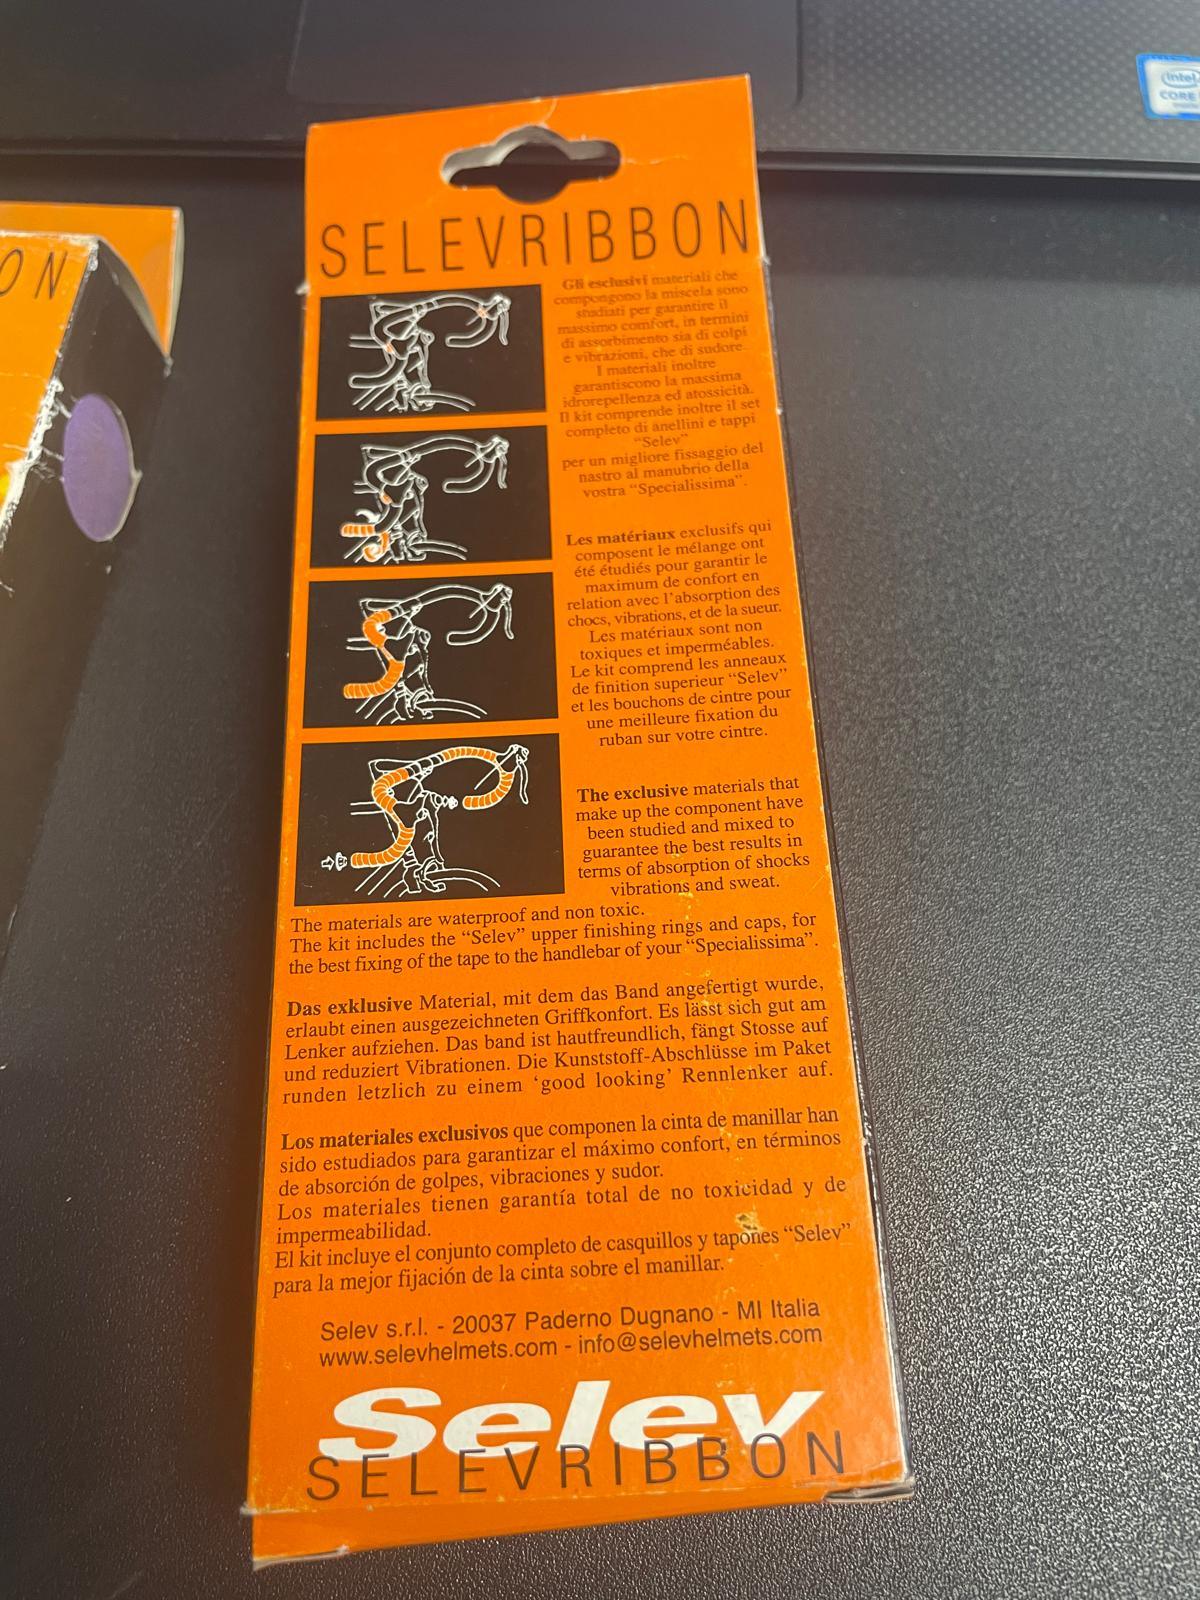 intel
CORE
ON
SELEVRIBBON
Gli esclusivi materiali che
compongono la miscela sono
studiati per garantire il
massimo comfort, in termini
di assorbimento sia di colpi
e vibrazioni, che di sudore.
I materiali inoltre
garantiscono la massima
idrorepellenza ed atossicità.
Il kit comprende inoltre il set
completo di anellini e tappi
“Selev”
per un migliore fissaggio del
nastro al manubrio della
vostra “Specialissima”.
Les matériaux exclusifs qui
composent le mélange ont
été étudiés pour garantir le
maximum de confort en
relation avec l’absorption des
chocs, vibrations, et de la sueur.
Les matériaux sont non
toxiques et imperméables.
Le kit comprend les anneaux
de finition superieur “Selev”
et les bouchons de cintre pour
une meilleure fixation du
ruban sur votre cintre.
The exclusive materials that
make up the component have
been studied and mixed to
guarantee the best results in
terms of absorption of shocks
vibrations and sweat.
The materials are waterproof and non toxic.
The kit includes the “Selev” upper finishing rings and caps, for
the best fixing of the tape to the handlebar of your “Specialissima”.
Das exklusive Material, mit dem das Band angefertigt wurde,
erlaubt einen ausgezeichneten Griffkonfort. Es lässt sich gut am
Lenker aufziehen. Das band ist hautfreundlich, fängt Stosse auf
und reduziert Vibrationen. Die Kunststoff-Abschlüsse im Paket
runden letzlich zu einem ‘good looking’ Rennlenker auf.
Los materiales exclusivos que componen la cinta de manillar han
sido estudiados para garantizar el máximo confort, en términos
de absorción de golpes, vibraciones y sudor.
Los materiales tienen garantía total de no toxicidad y de
impermeabilidad.
El kit incluye el conjunto completo de casquillos y tapones “Selev”
para la mejor fijación de la cinta sobre el manillar.
Selev s.r.l. - 20037 Paderno Dugnano - MI Italia
www.selevhelmets.com - info@selevhelmets.com
Selev
SELEVRIBBON